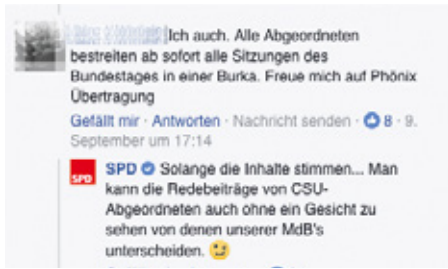 Ich auch. Alle Abgeordneten
bestreiten ab sofort alle Sitzungen des
Bundestages in einer Burka. Freue mich auf Phönix
Übertragung
Gefällt mir · Antworten · Nachricht senden · 8 · 9.
September um 17:14
SPD
SPD Solange die Inhalte stimmen... Man
kann die Redebeiträge von CSU-
Abgeordneten auch ohne ein Gesicht zu
sehen von denen unserer MdB's
unterscheiden. 😉